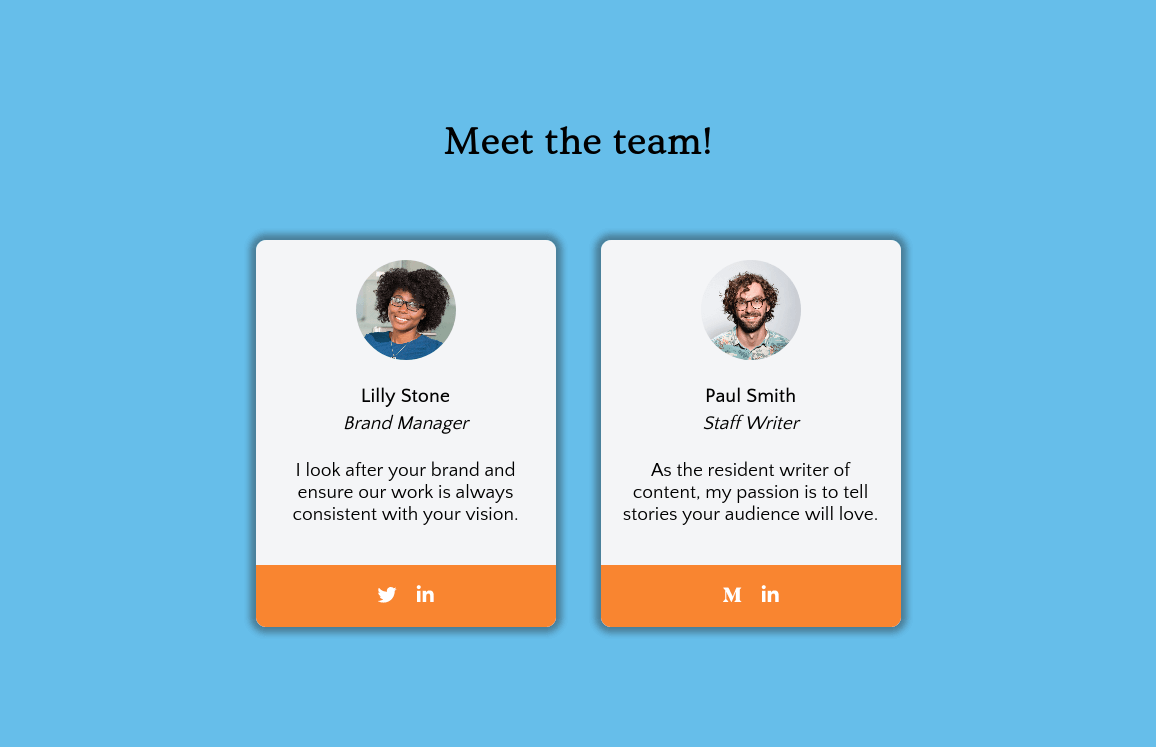 Meet the team!
Lilly Stone
Brand Manager
I look after your brand and
ensure our work is always
consistent with your vision.
in
Paul Smith
Staff Writer
As the resident writer of
content, my passion is to tell
stories your audience will love.
M in